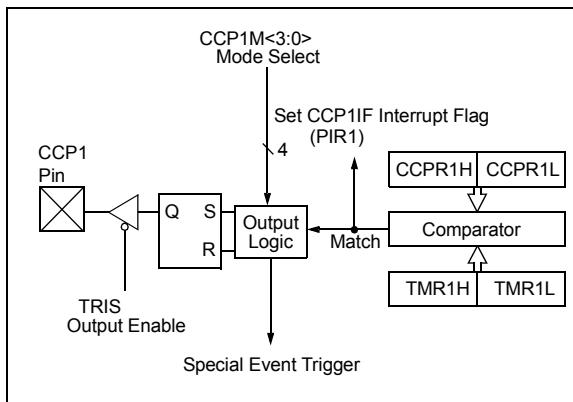 CCP1M<3:0>
Mode Select
Set CCP1IF Interrupt Flag
(PIR1)
4
CCP1
Pin
CCPR1H CCPR1L
Q S
R
Output
Logic
Match
Comparator
TMR1H TMR1L
TRIS
Output Enable
Special Event Trigger